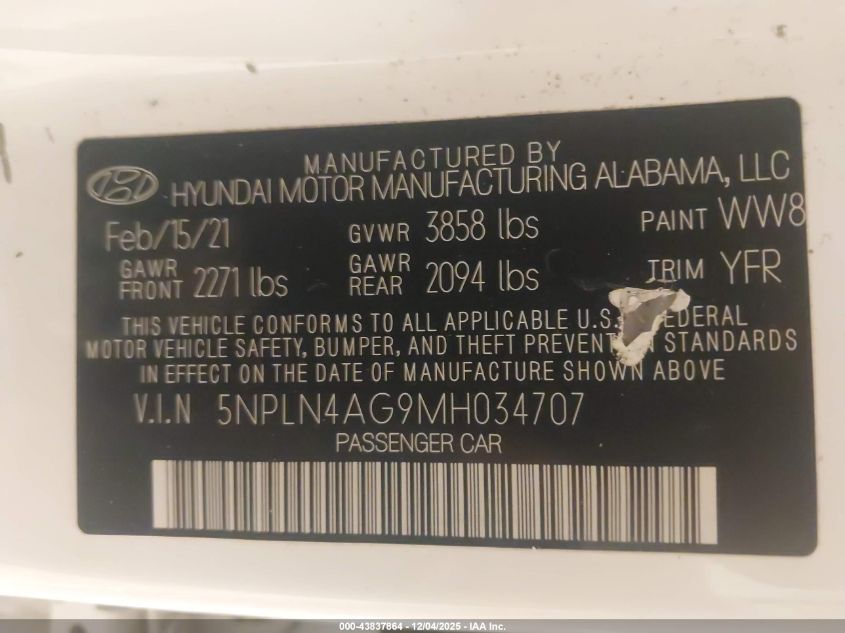 MANUFACTURED BY
HYUNDAI MOTOR MANUFACTURING ALABAMA, LLC
Feb/15/21 GVWR 3858 lbs PAINT WW8
GAWR FRONT 2271 lbs GAWR REAR 2094 lbs TRIM YFR
THIS VEHICLE CONFORMS TO ALL APPLICABLE U.S. FEDERAL
MOTOR VEHICLE SAFETY, BUMPER, AND THEFT PREVENTION STANDARDS
IN EFFECT ON THE DATE OF MANUFACTURE SHOWN ABOVE
V.I.N 5NPLN4AG9MH034707
PASSENGER CAR
000-43837864 - 12/04/2025 - IAA Inc.